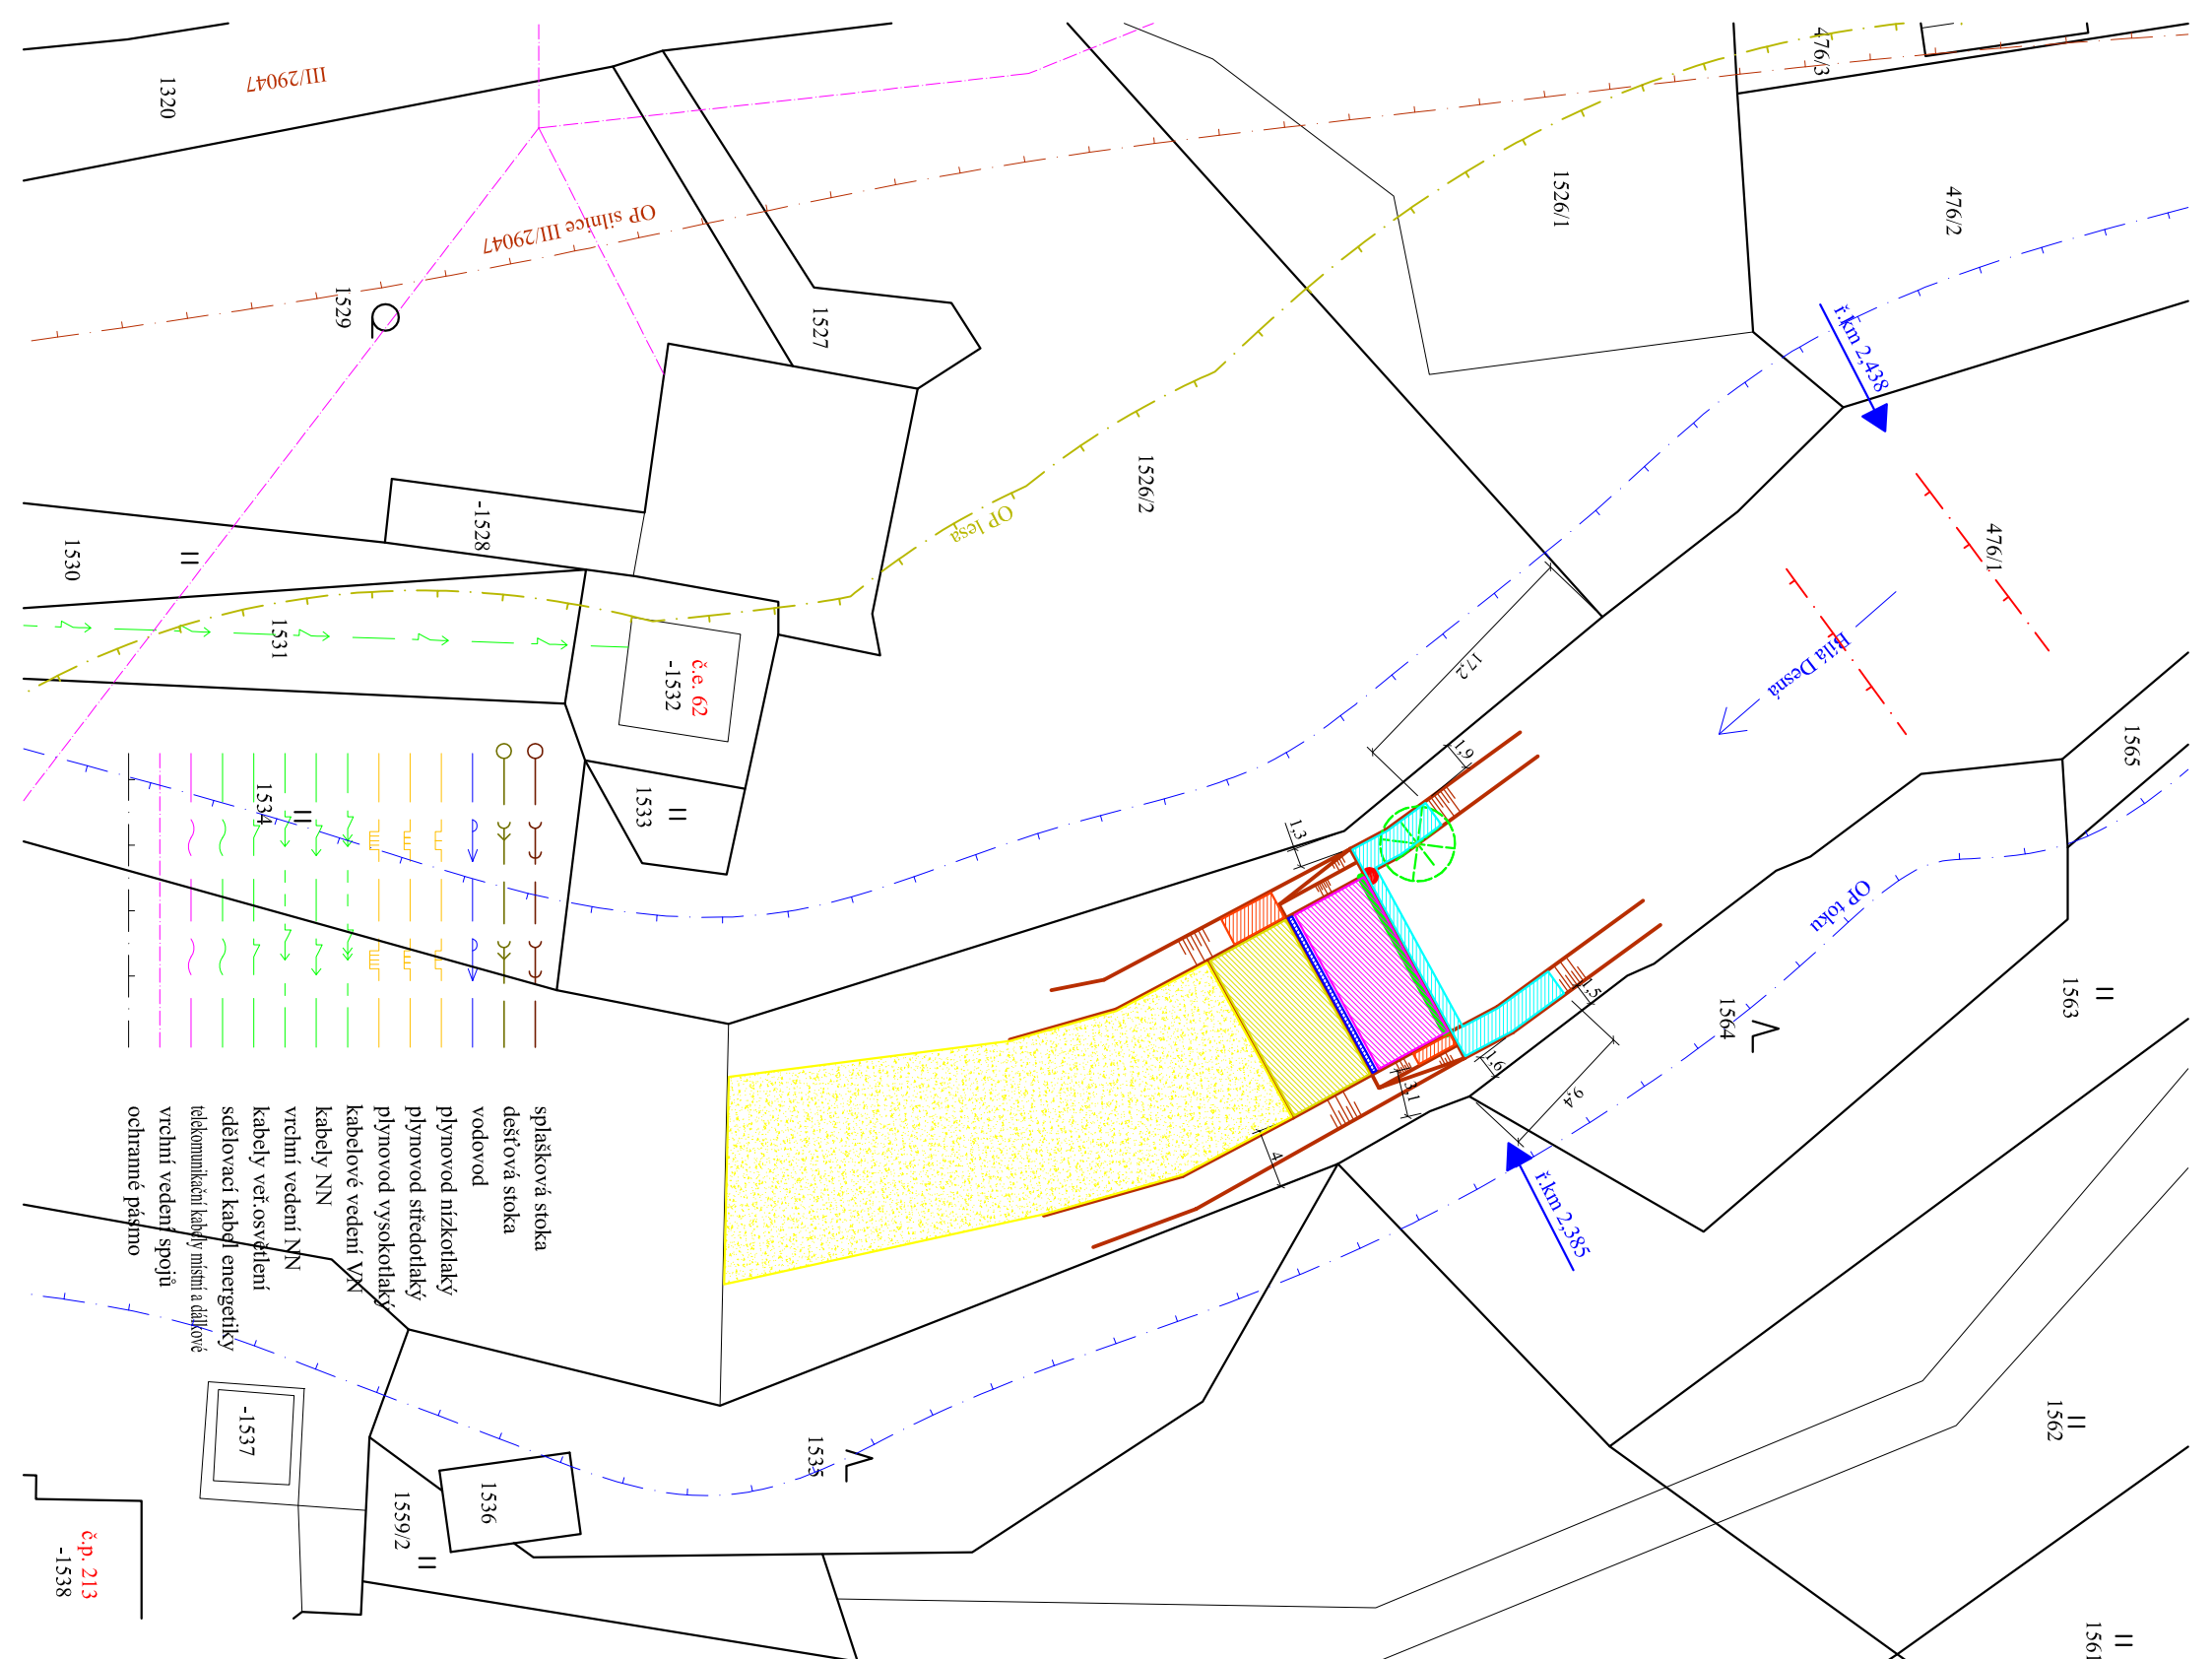 1320
III/29047
476/3
1526/1
476/2
OP silnice III/29047
1529
1527
ř.km 2,438
1526/2
-1528
OP lesa
476/1
1530
1531
č.e. 62
-1532
17,2
Bílá Desná
1565
1,9
1533
1534
1,3
OP toku
1563
1564
1,5
1,6
3,1
9,4
4
ř.km 2,385
splašková stoka
dešťová stoka
vodovod
plynovod nízkotlaký
plynovod středotlaký
plynovod vysokotlaký
kabelové vedení VN
kabely NN
vrchní vedení NN
kabely veř.osvětlení
sdělovací kabel energetiky
telekomunikační kabely místní a dálkové
vrchní vedení spojů
ochranné pásmo
-1537
1535
1536
1559/2
1562
č.p. 213
-1538
1561